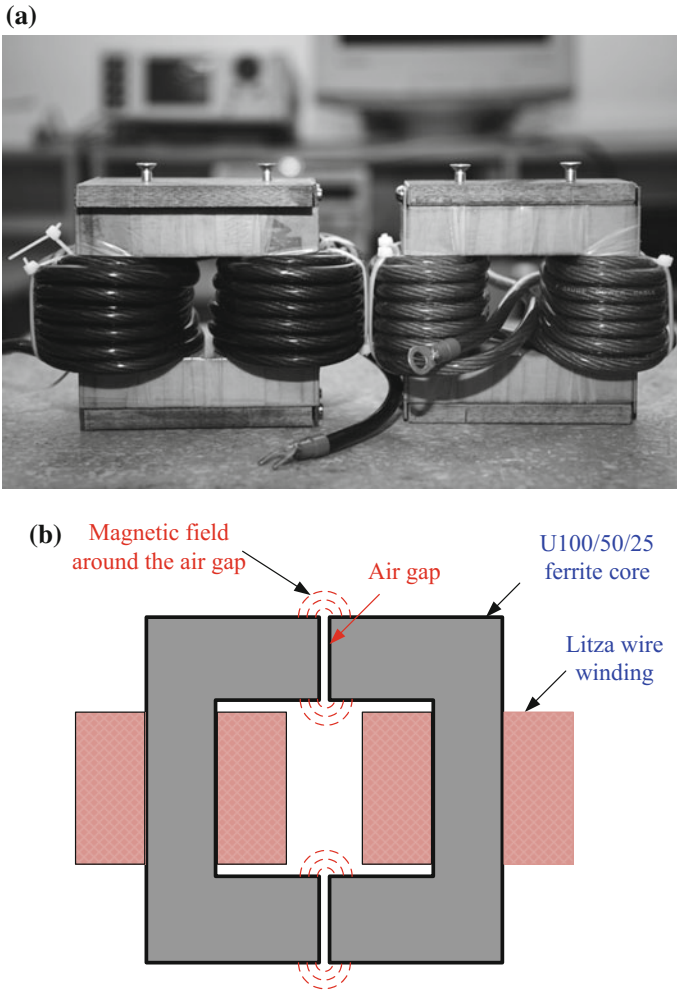 (a)
(b)
Magnetic field
around the air gap
Air gap
U100/50/25
ferrite core
Litza wire
winding